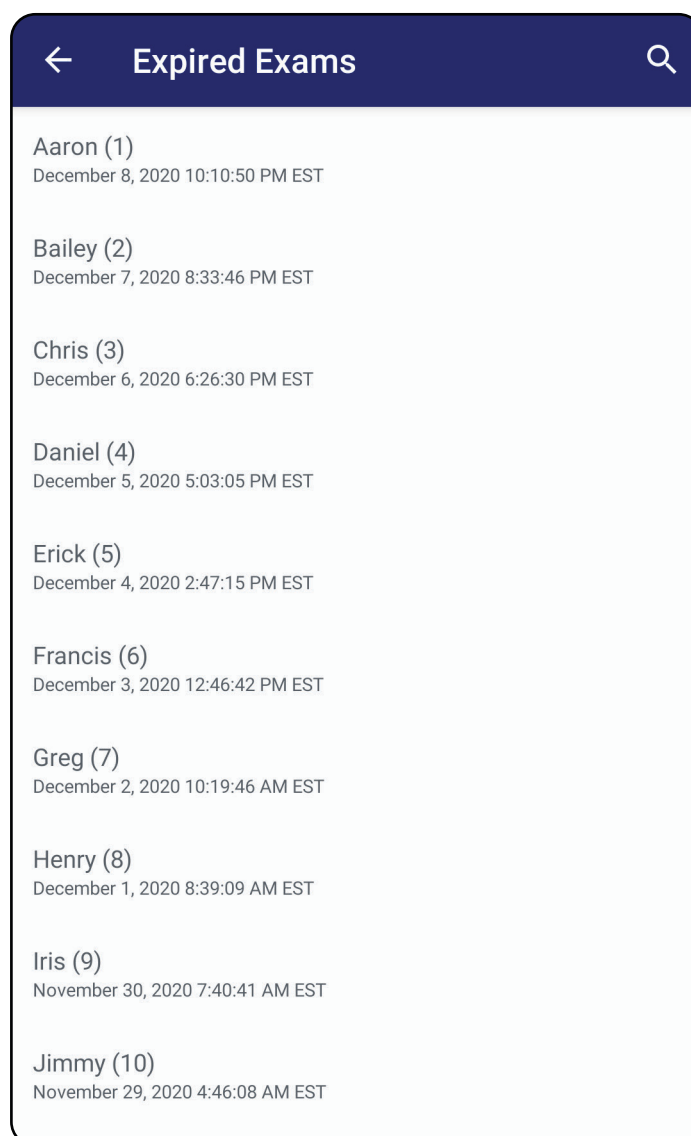 Expired Exams
Aaron (1)
December 8, 2020 10:10:50 PM EST
Bailey (2)
December 7, 2020 8:33:46 PM EST
Chris (3)
December 6, 2020 6:26:30 PM EST
Daniel (4)
December 5, 2020 5:03:05 PM EST
Erick (5)
December 4, 2020 2:47:15 PM EST
Francis (6)
December 3, 2020 12:46:42 PM EST
Greg (7)
December 2, 2020 10:19:46 AM EST
Henry (8)
December 1, 2020 8:39:09 AM EST
Iris (9)
November 30, 2020 7:40:41 AM EST
Jimmy (10)
November 29, 2020 4:46:08 AM EST